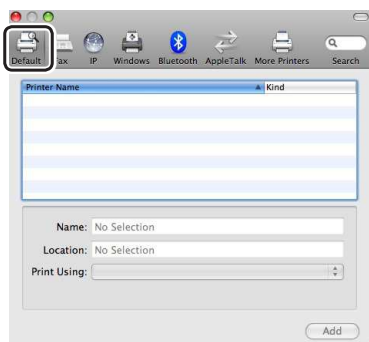 Default Fax IP Windows Bluetooth AppleTalk More Printers Search
Printer Name Kind
Name: No Selection
Location: No Selection
Print Using:
Add